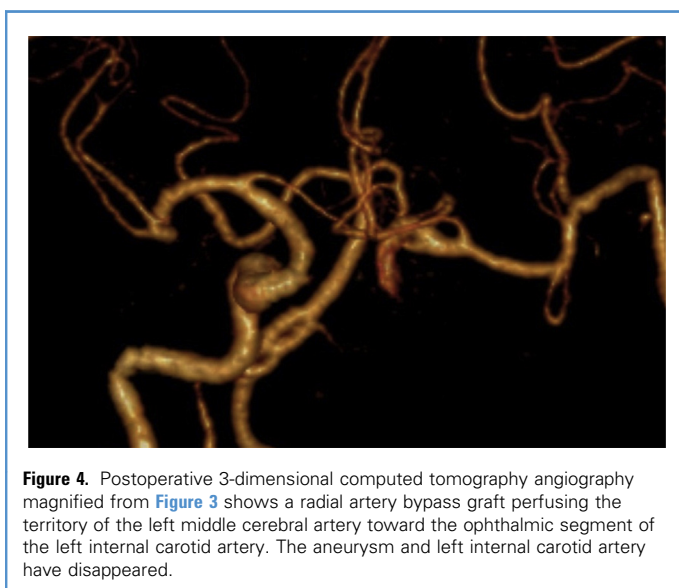 Figure 4. Postoperative 3-dimensional computed tomography angiography
magnified from Figure 3 shows a radial artery bypass graft perfusing the
territory of the left middle cerebral artery toward the ophthalmic segment of
the left internal carotid artery. The aneurysm and left internal carotid artery
have disappeared.